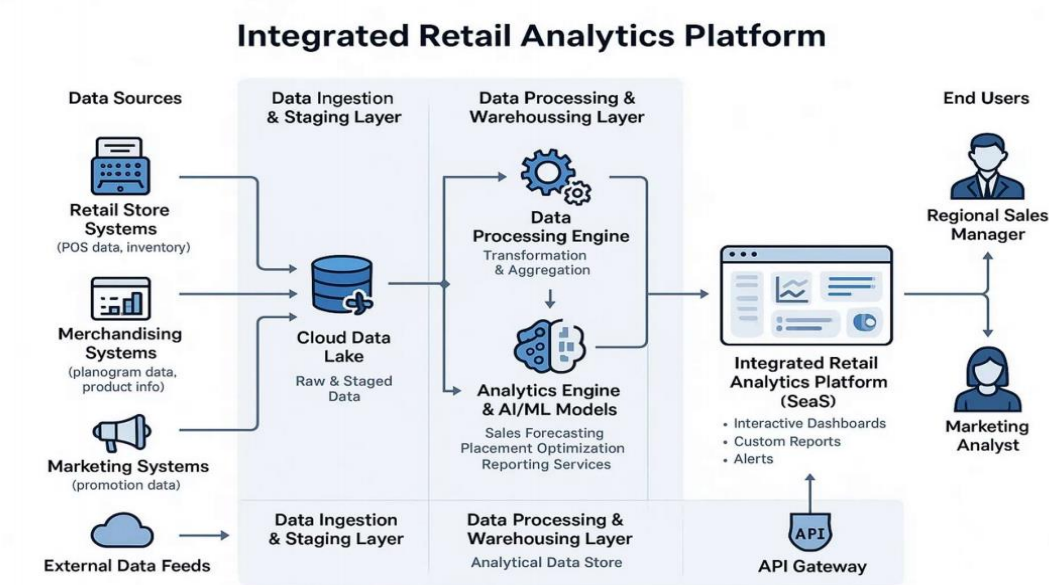 Integrated Retail Analytics Platform
Data Sources
Retail Store
Systems
(POS data, inventory)
Merchandising
Systems
(planogram data,
product info)
Marketing Systems
(promotion data)
External Data Feeds
Data Ingestion
& Staging Layer
Cloud Data
Lake
Raw & Staged
Data
Data Ingestion
& Staging Layer
Data Processing &
Warehoussing Layer
Data
Processing Engine
Transformation
& Aggregation
Analytics Engine
& AI/ML Models
Sales Forecasting
Placement Optimization
Reporting Services
Data Processing &
Warehousing Layer
Analytical Data Store
Integrated Retail
Analytics Platform
(SeaS)
• Interactive Dashboards
• Custom Reports
• Alerts
API
API Gateway
End Users
Regional Sales
Manager
Marketing
Analyst